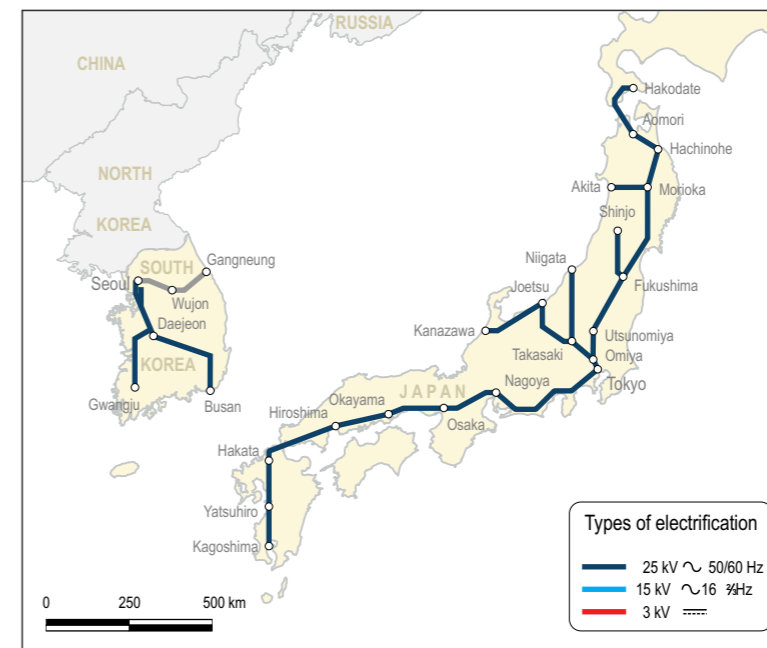 RUSSIA
CHINA
Hakodate
Aomori
Hachinohe
NORTH
Akita
Morioka
Shinjo
KOREA
Gangneung
SOUTH
Niigata
Seoul
Joetsu
Fukushima
Wujon
Daejeon
Kanazawa
Utsunomiya
Takasaki
Omiya
KOREA
Tokyo
JAPAN
Nagoya
Gwangju
Busan
Okayama
Hiroshima
Osaka
Hakata
Yatsuhiro
Kagoshima
Types of electrification
25 kV ~ 50/60 Hz
15 kV ~16 ⅔Hz
3 kV
0 250 500 km